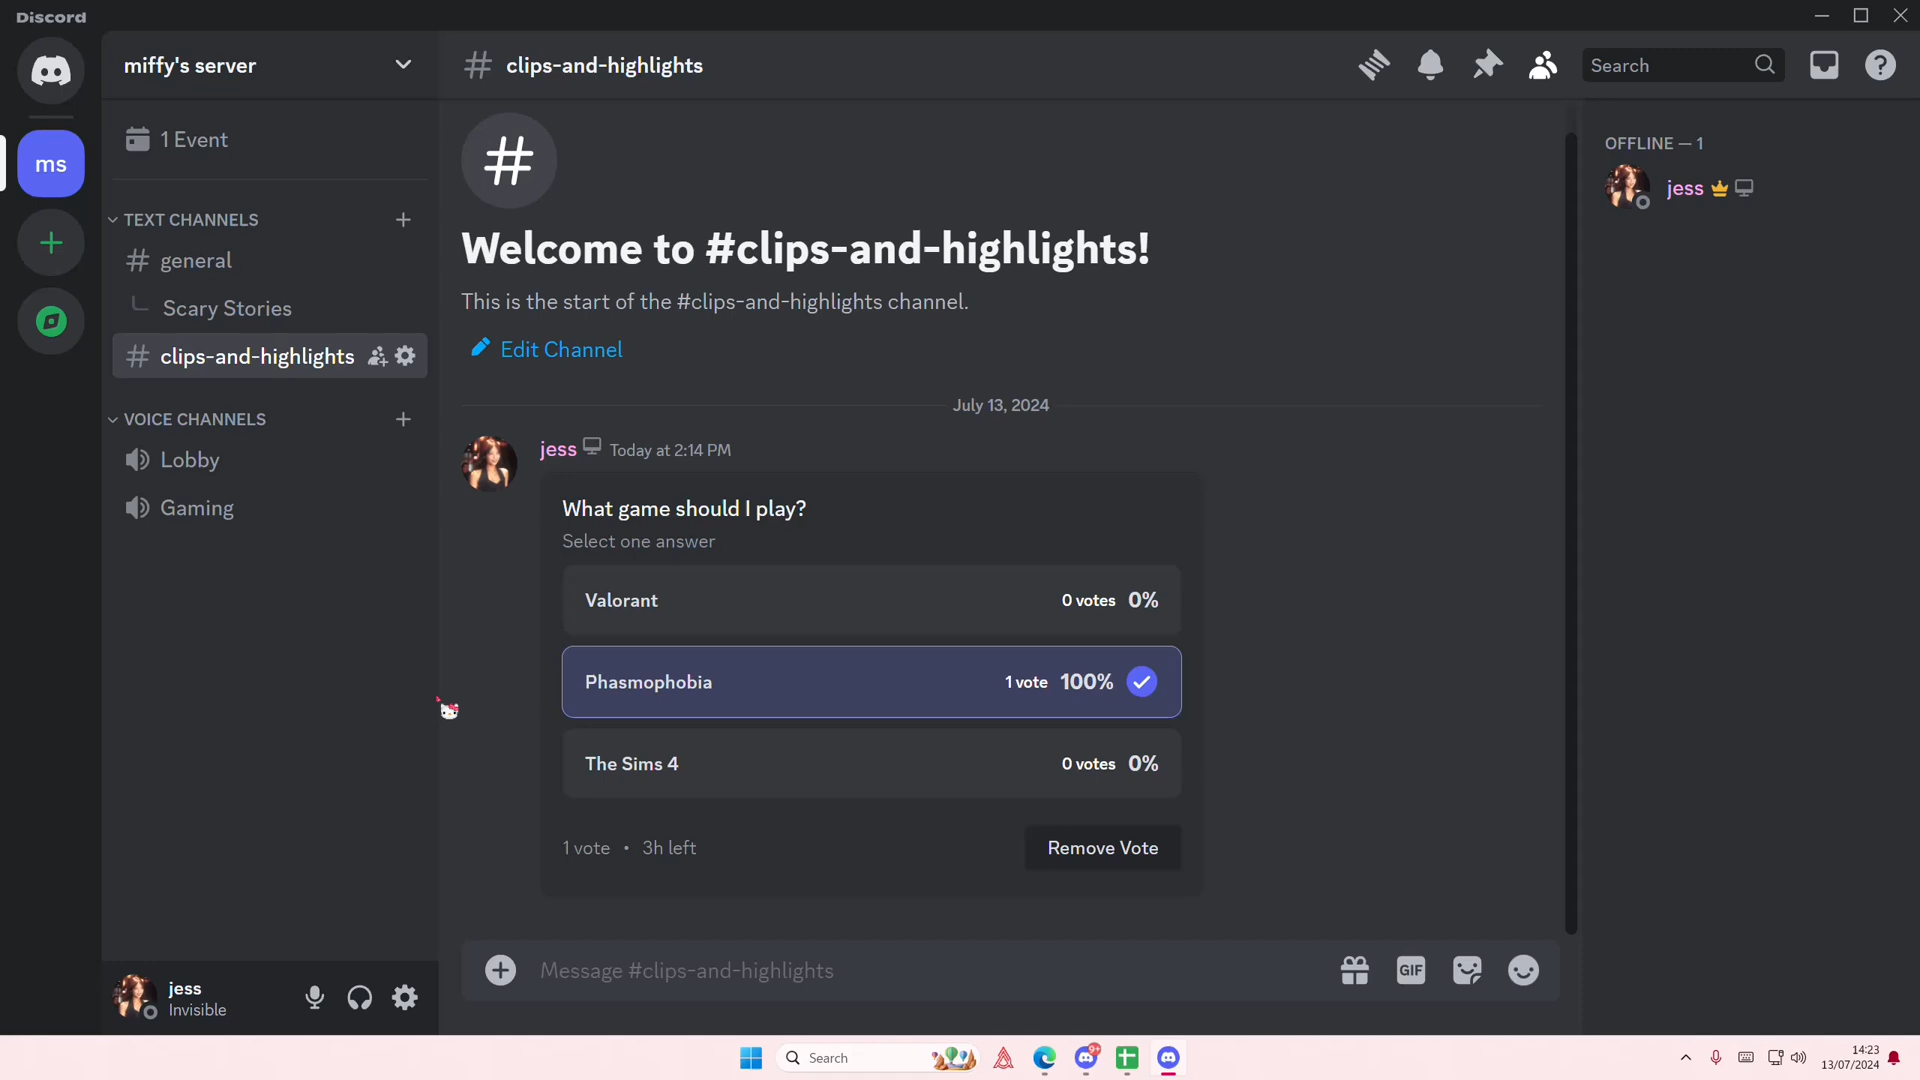 Discord
miffy's server
# clips-and-highlights
Search
1 Event
ms
TEXT CHANNELS
general
Scary Stories
clips-and-highlights
VOICE CHANNELS
Lobby
Gaming
jess
Invisible
Welcome to #clips-and-highlights!
This is the start of the #clips-and-highlights channel.
Edit Channel
July 13, 2024
jess Today at 2:14 PM
What game should I play?
Select one answer
Valorant 0 votes 0%
Phasmophobia 1 vote 100%
The Sims 4 0 votes 0%
1 vote • 3h left
Remove Vote
Message #clips-and-highlights
GIF
OFFLINE — 1
jess
Search
9+
14:23
13/07/2024